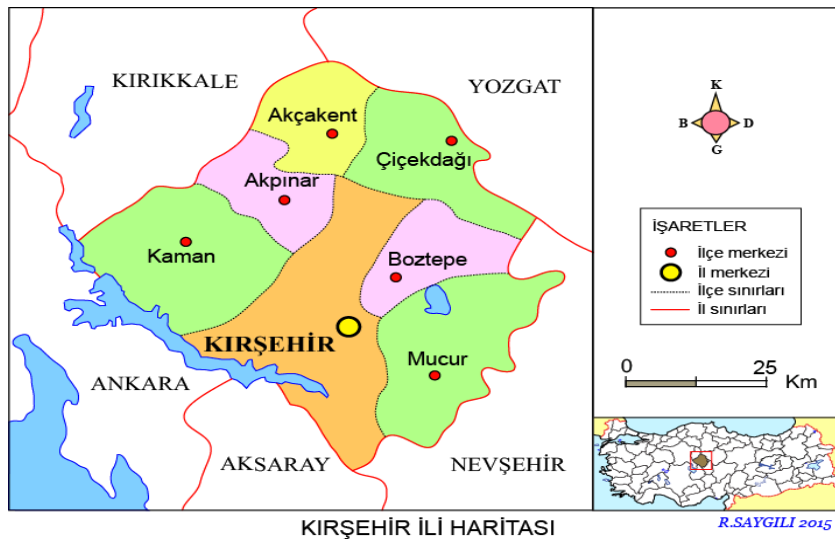 KIRIKKALE
YOZGAT
Akçakent
Çiçekdağı
Akpınar
Kaman
Boztepe
KIRŞEHİR
Mucur
ANKARA
AKSARAY
NEVŞEHİR
K
B D
G
İŞARETLER
İlçe merkezi
İl merkezi
İlçe sınırları
İl sınırları
0 25
Km
KIRŞEHİR İLİ HARİTASI
R.SAYGILI 2015